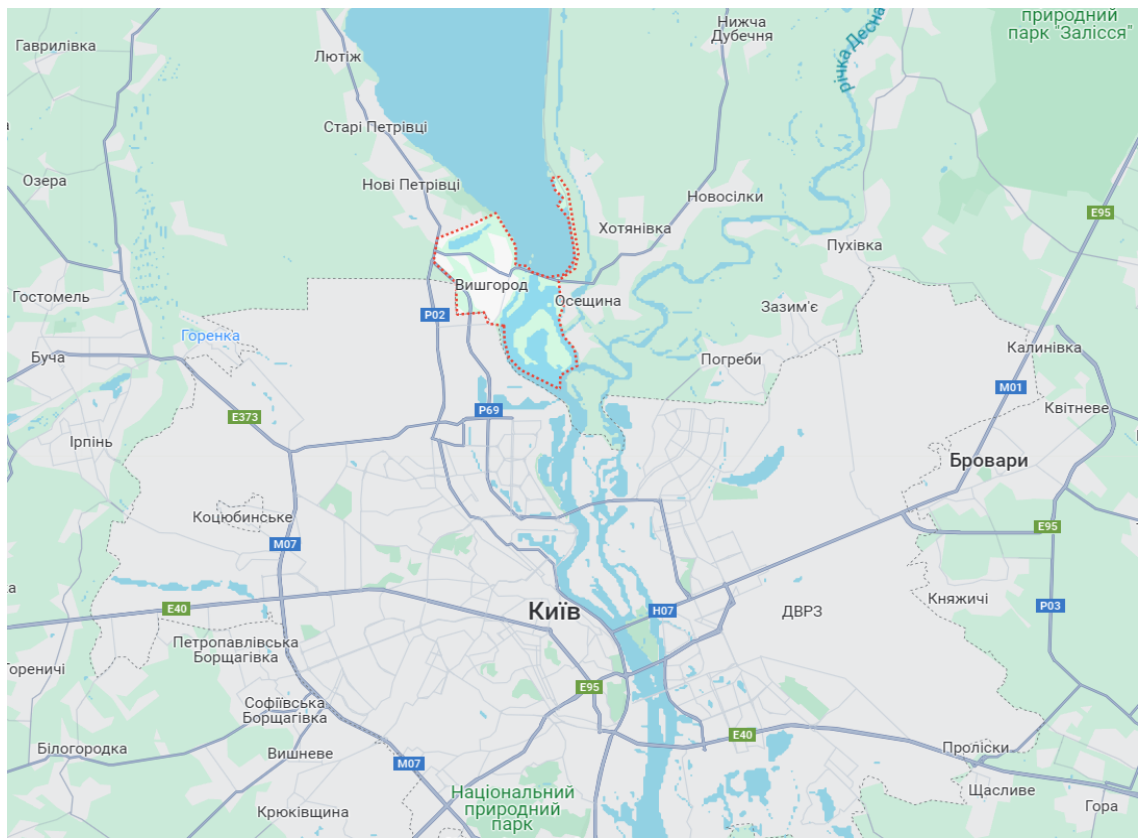 природний
парк "Залісся"
Нижча
Дубечня
Гаврилівка
Лютіж
річка Десна
Старі Петрівці
Озера
Нові Петрівці
Новосілки
E95
Хотянівка
Пухівка
Гостомель
Вишгород
Осещина
Зазим'є
P02
Горенка
Буча
Погреби
Калинівка
M01
Квітневе
P69
E373
Ірпінь
Бровари
Коцюбинське
E95
M07
Київ
E40
H07
ДВРЗ
Княжичі
P03
Петропавлівська
Борщагівка
Гореничі
E95
Софіївська
Борщагівка
E40
Білогородка
Вишневе
Проліски
M07
Щасливе
Національний
природний
парк
Крюківщина
Гора